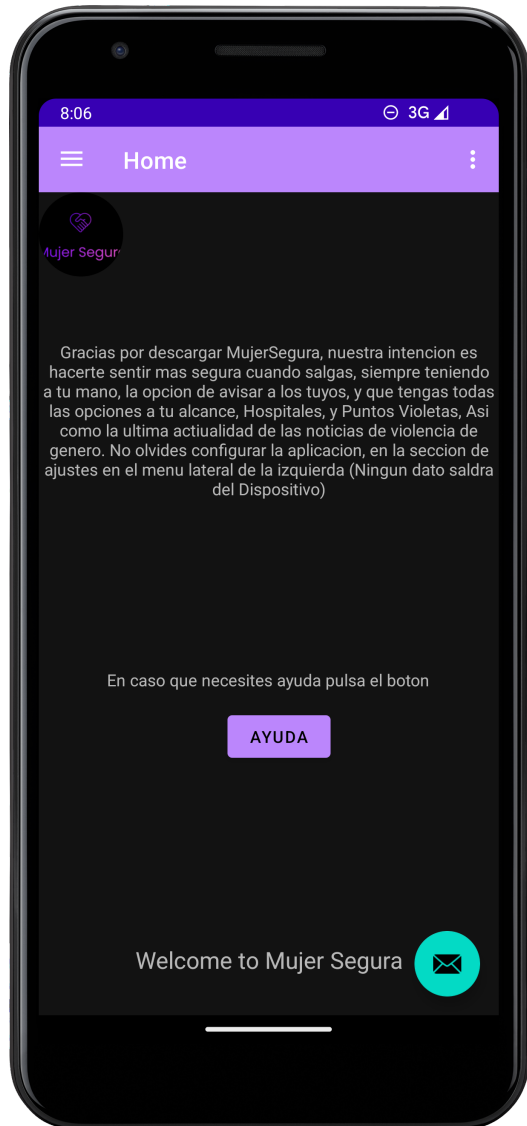 8:06
3G
Home
Mujer Segur
Gracias por descargar MujerSegura, nuestra intencion es
hacerte sentir mas segura cuando salgas, siempre teniendo
a tu mano, la opcion de avisar a los tuyos, y que tengas todas
las opciones a tu alcance, Hospitales, y Puntos Violetas, Asi
como la ultima actiualidad de las noticias de violencia de
genero. No olvides configurar la aplicacion, en la seccion de
ajustes en el menu lateral de la izquierda (Ningun dato saldra
del Dispositivo)
En caso que necesites ayuda pulsa el boton
AYUDA
Welcome to Mujer Segura